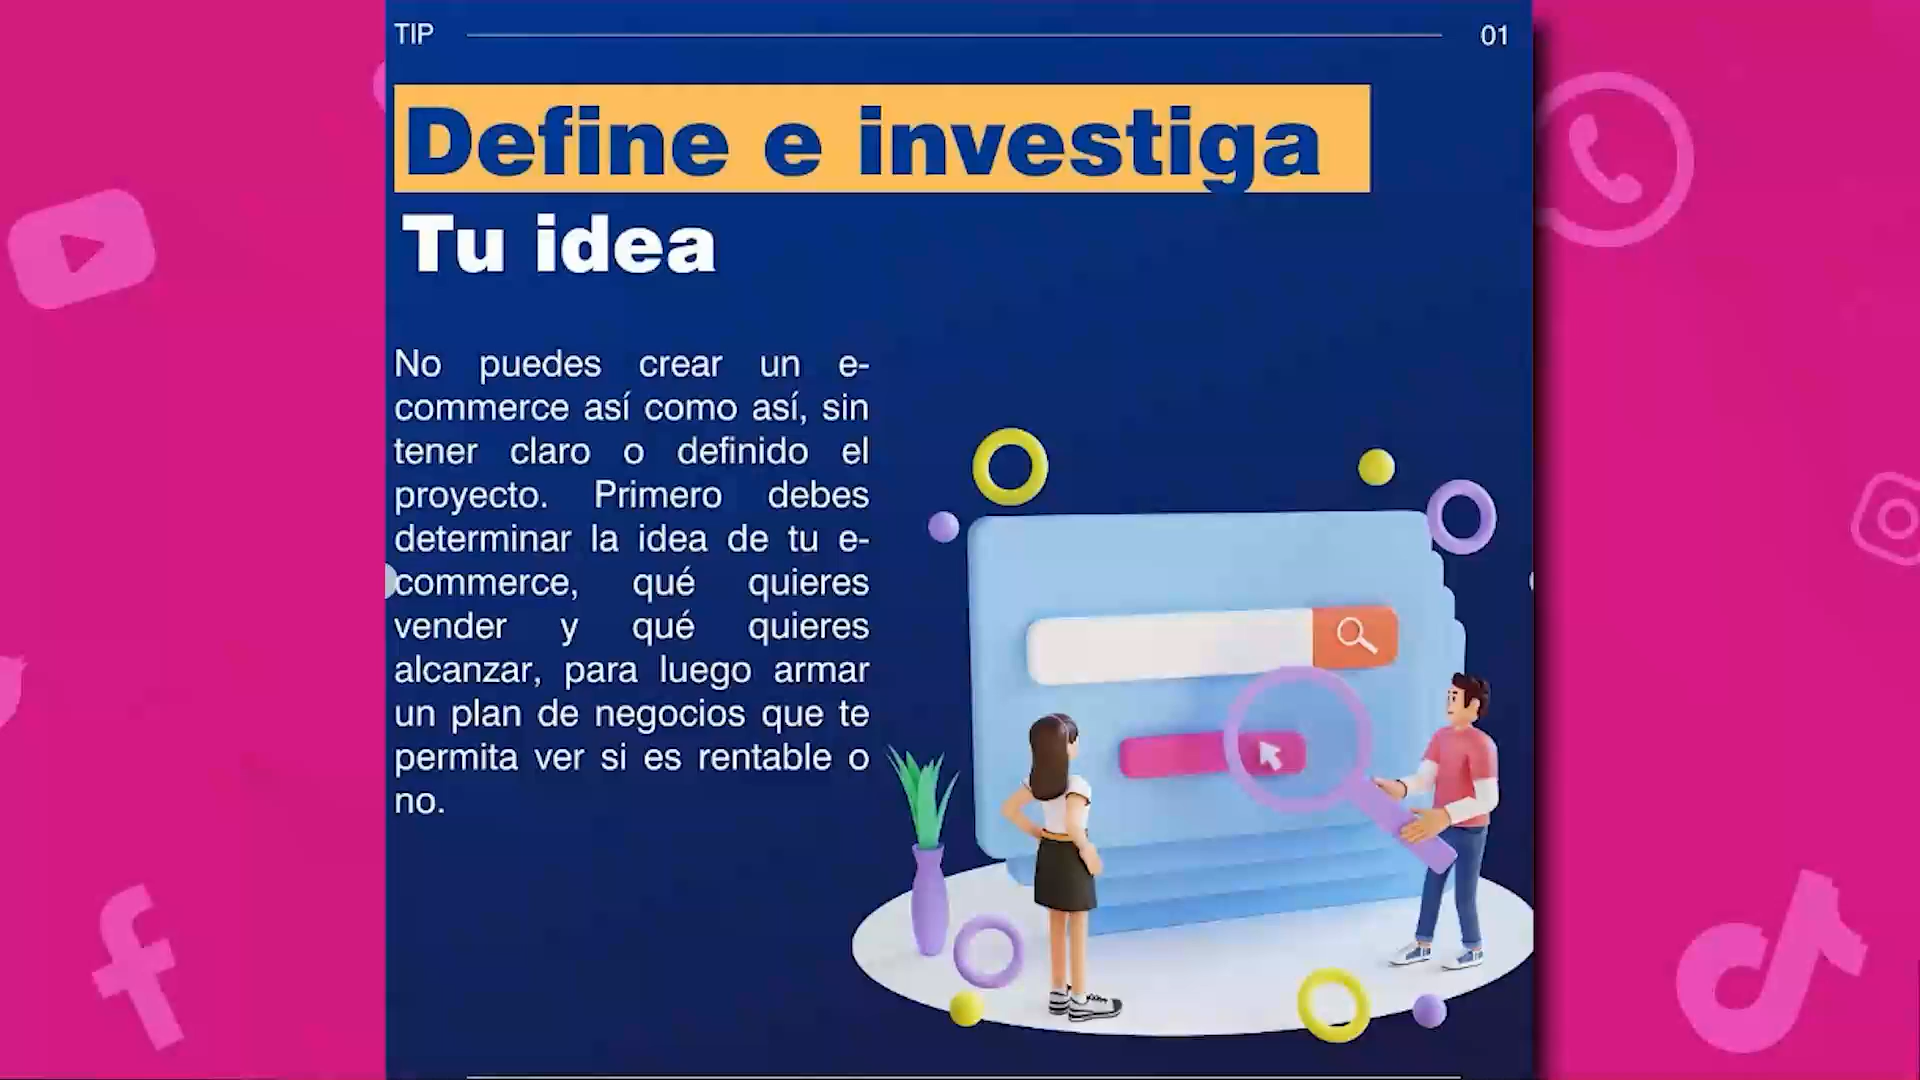 TIP 01
Define e investiga
Tu idea
No puedes crear un e-
commerce así como así, sin
tener claro o definido el
proyecto. Primero debes
determinar la idea de tu e-
commerce, qué quieres
vender y qué quieres
alcanzar, para luego armar
un plan de negocios que te
permita ver si es rentable o
no.